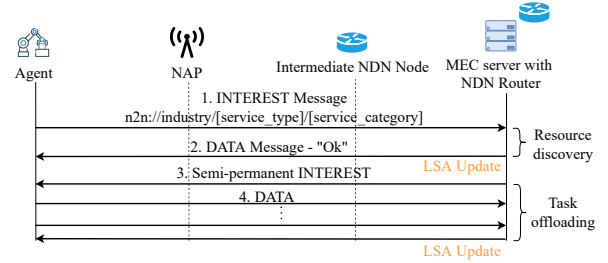 Agent
NAP
Intermediate NDN Node
MEC server with
NDN Router
1. INTEREST Message
n2n://industry/[service_type]/[service_category]
2. DATA Message - "Ok"
Resource
discovery
LSA Update
3. Semi-permanent INTEREST
4. DATA
Task
offloading
LSA Update